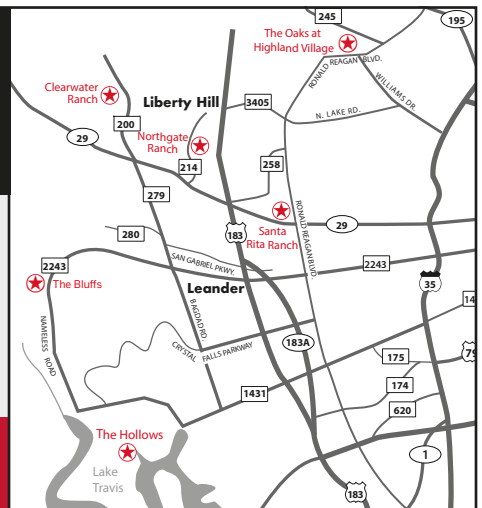 245
195
The Oaks at
Highland Village
RONALD REAGAN BLVD.
WILLIAMS DR.
Clearwater
Ranch
Liberty Hill
3405
N. LAKE RD.
200
29
Northgate
Ranch
214
258
279
Santa
Rita Ranch
RONALD REAGAN BLVD.
29
280
183
SAN GABRIEL PKWY.
2243
2243
The Bluffs
Leander
35
14
NAMELESS ROAD
BAGDAD RD.
CRYSTAL FALLS PARKWAY
183A
175
79
174
1431
620
The Hollows
Lake
Travis
1
183